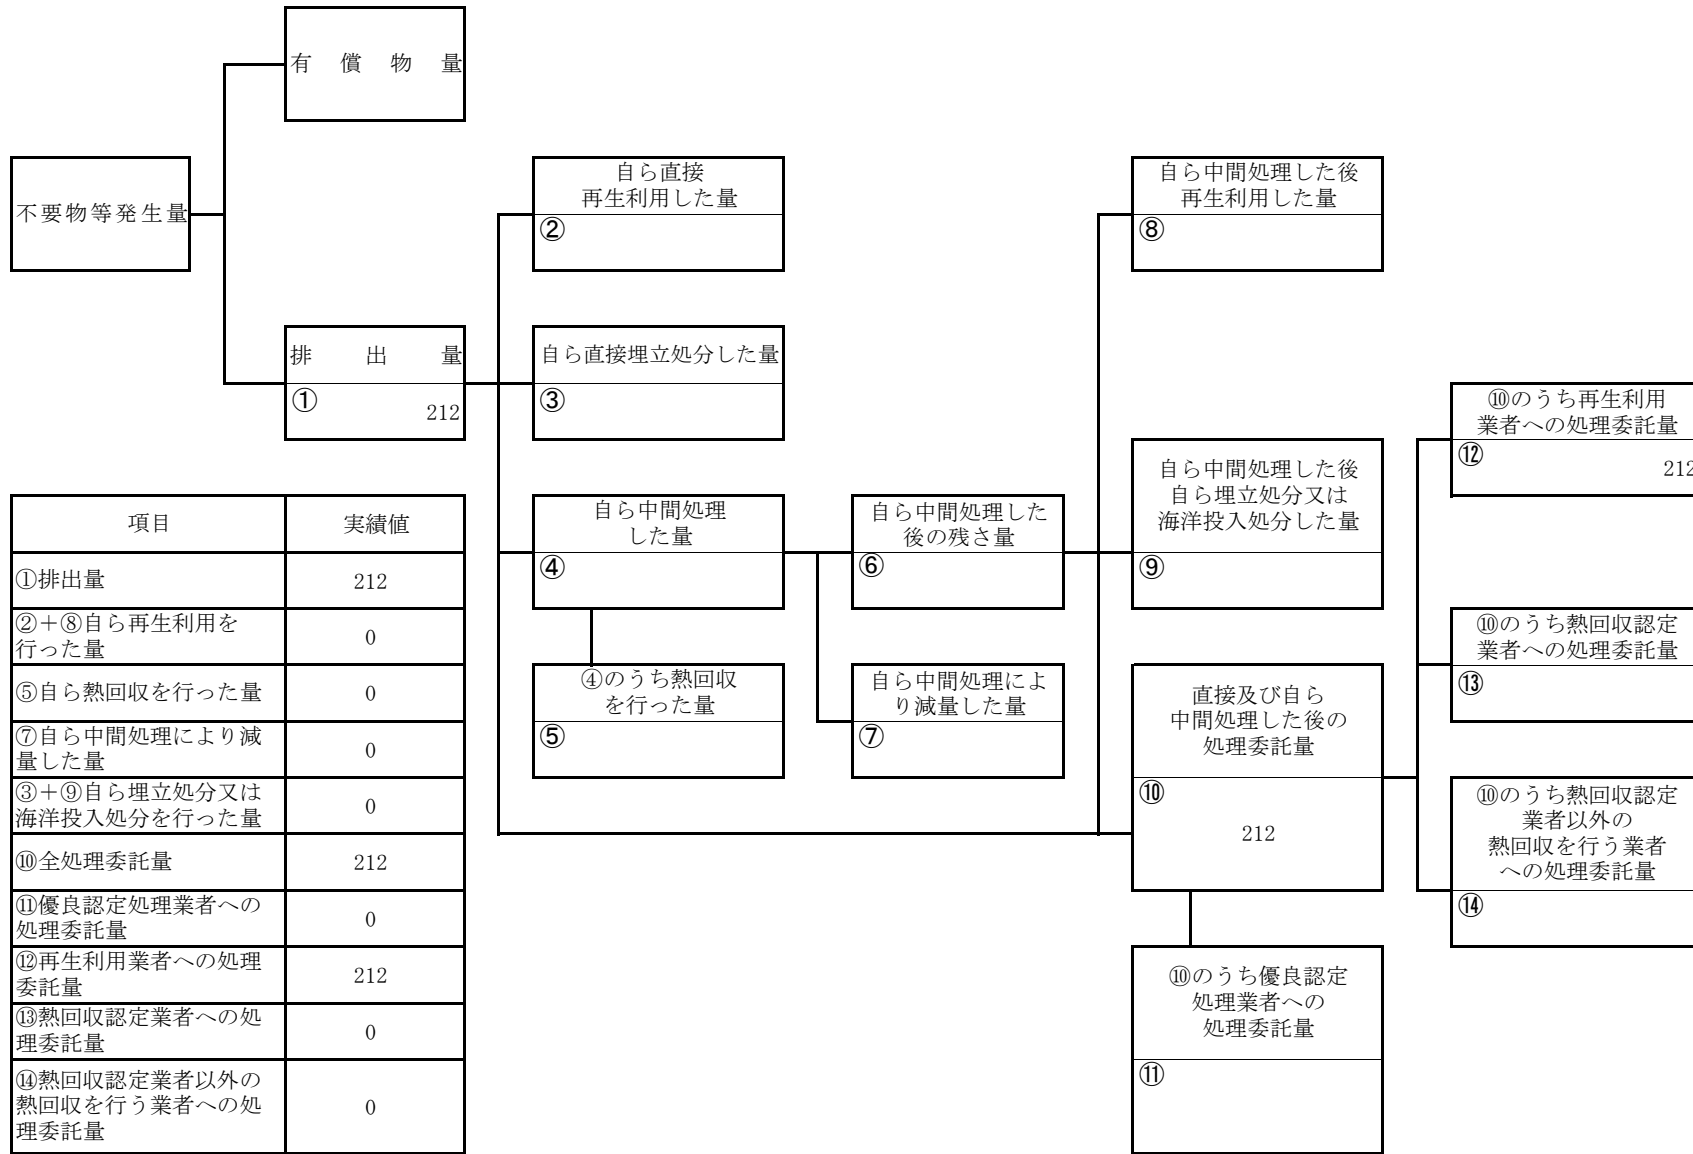 有償物量
不要物等発生量
自ら直接
再生利用した量
②
自ら中間処理した後
再生利用した量
⑧
排出量
①
212
自ら直接埋立処分した量
③
⑩のうち再生利用
業者への処理委託量
⑫
212
自ら中間処理した後
自ら埋立処分又は
海洋投入処分した量
⑨
自ら中間処理
した量
④
自ら中間処理した
後の残さ量
⑥
④のうち熱回収
を行った量
⑤
自ら中間処理によ
り減量した量
⑦
直接及び自ら
中間処理した後の
処理委託量
⑩
212
⑩のうち熱回収認定
業者への処理委託量
⑬
⑩のうち熱回収認定
業者以外の
熱回収を行う業者
への処理委託量
⑭
⑩のうち優良認定
処理業者への
処理委託量
⑪
項目 実績値
①排出量 212
②＋⑧自ら再生利用を
行った量 0
⑤自ら熱回収を行った量 0
⑦自ら中間処理により減
量した量 0
③＋⑨自ら埋立処分又は
海洋投入処分を行った量 0
⑩全処理委託量 212
⑪優良認定処理業者への
処理委託量 0
⑫再生利用業者への処理
委託量 212
⑬熱回収認定業者への処
理委託量 0
⑭熱回収認定業者以外の
熱回収を行う業者への処
理委託量 0